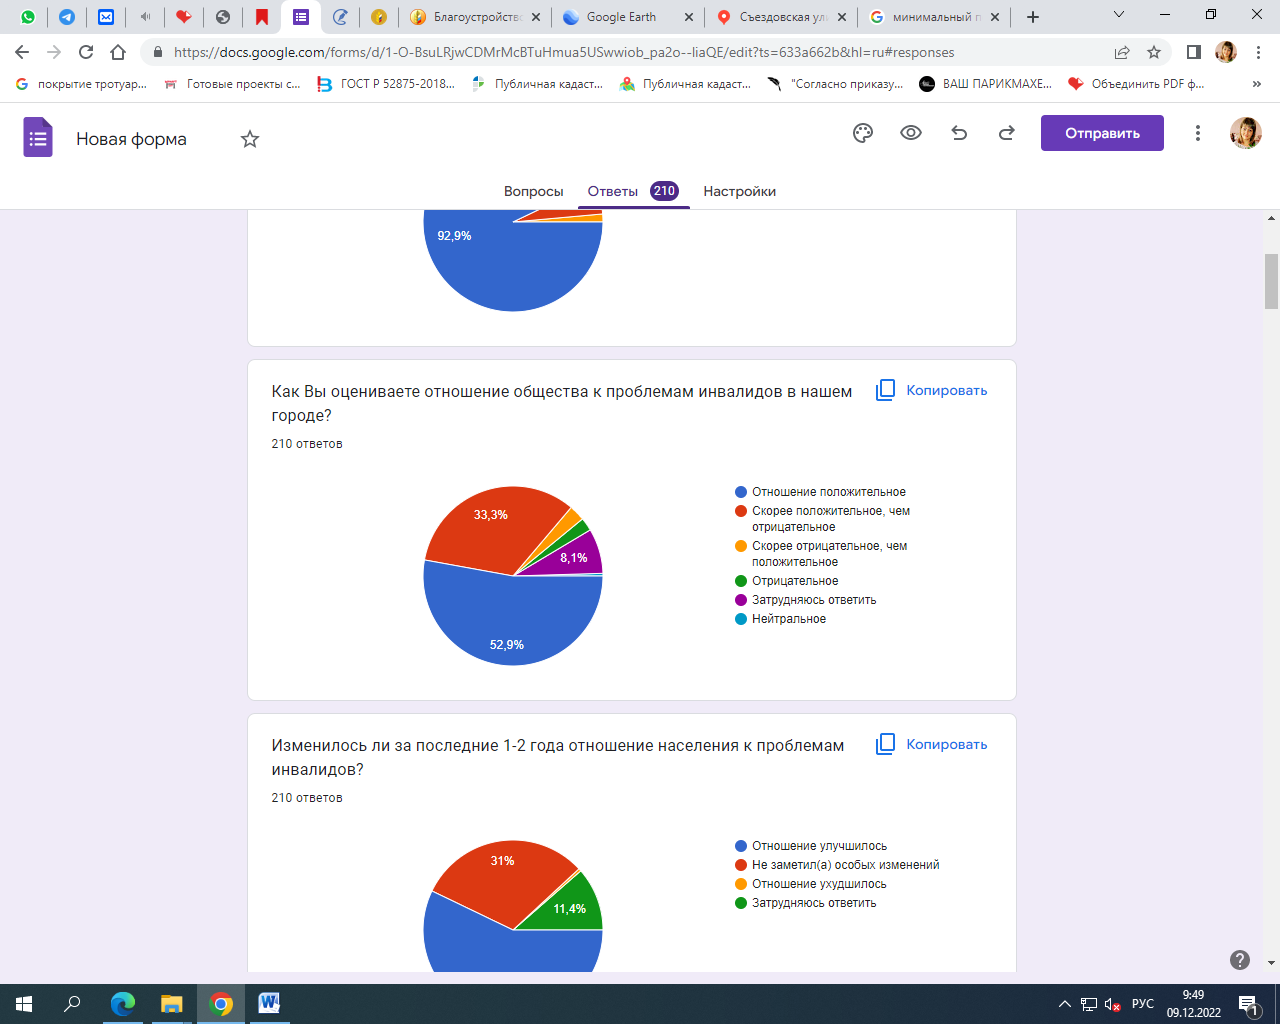 Благоустройство
Google Earth
Съездовская ули
минимальный п
https://docs.google.com/forms/d/1-O-BsuLRjwCDMrMcBTuHmua5USwwiob_pa2o--liaQE/edit?ts=633a662b&hl=ru#responses
покрытие тротуар...
Готовые проекты с...
ГОСТ Р 52875-2018...
Публичная кадаст...
Публичная кадаст...
"Согласно приказу...
ВАШ ПАРИКМАХЕ...
Объединить PDF ф...
»
Новая форма
Отправить
Вопросы
Ответы
210
Настройки
92,9%
Как Вы оцениваете отношение общества к проблемам инвалидов в нашем
городе?
Копировать
210 ответов
33,3%
8,1%
52,9%
Отношение положительное
Скорее положительное, чем
отрицательное
Скорее отрицательное, чем
положительное
Отрицательное
Затрудняюсь ответить
Нейтральное
Изменилось ли за последние 1-2 года отношение населения к проблемам
инвалидов?
Копировать
210 ответов
31%
11,4%
Отношение улучшилось
Не заметил(а) особых изменений
Отношение ухудшилось
Затрудняюсь ответить
РУС
9:49
09.12.2022
1